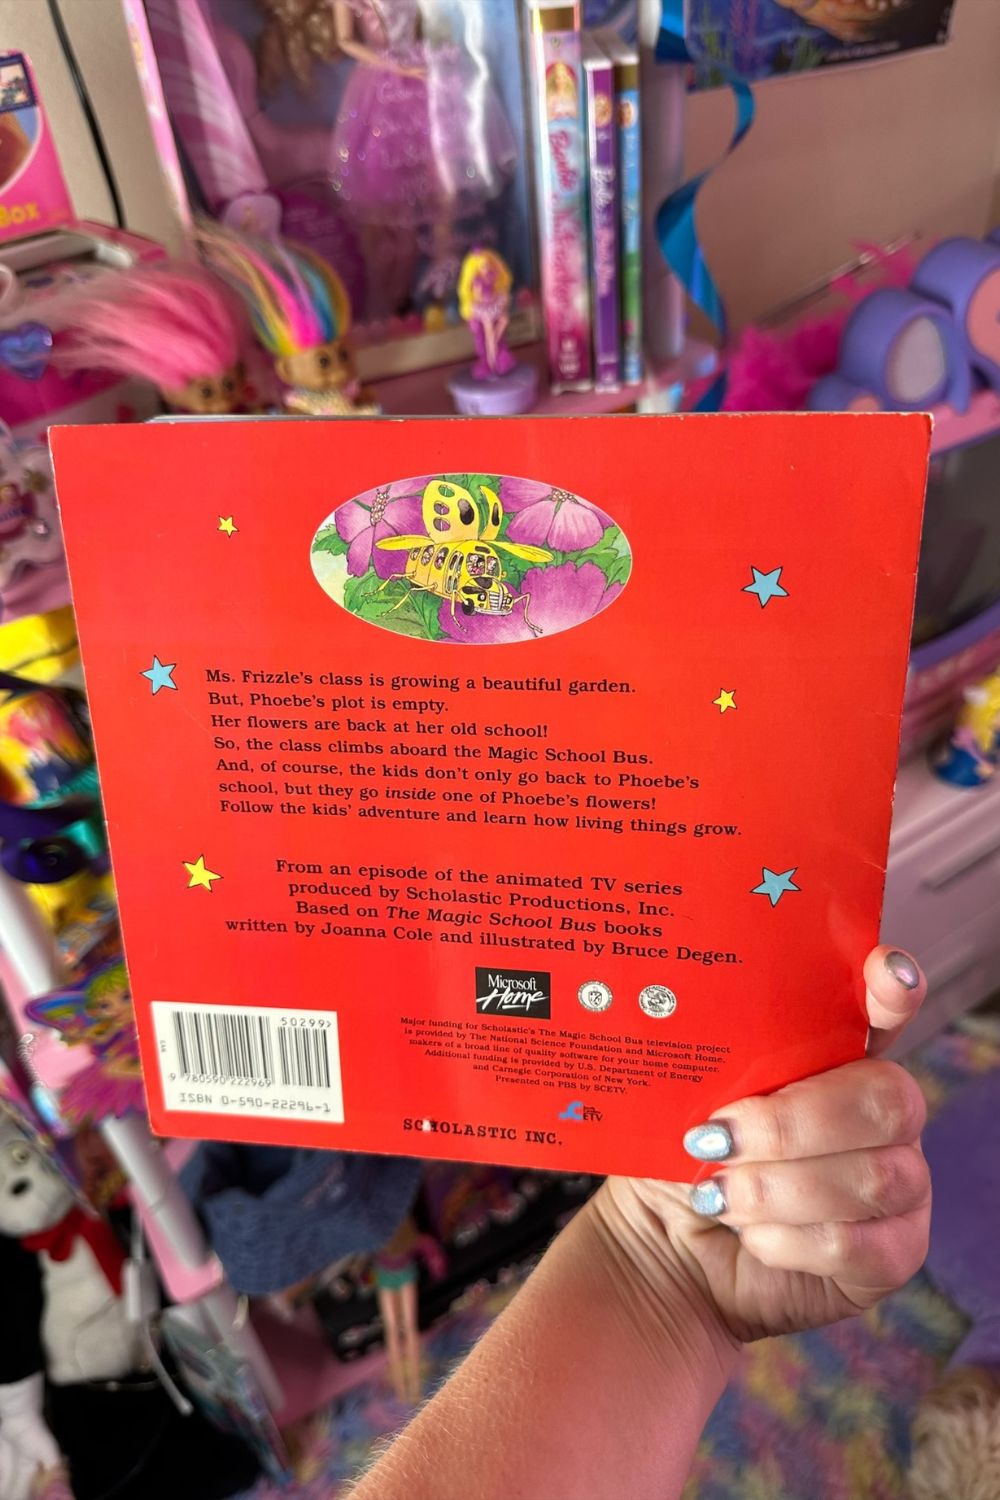 BOX
Barbie
Barbie
Ms. Frizzle's class is growing a beautiful garden.
But, Phoebe's plot is empty.
Her flowers are back at her old school!
So, the class climbs aboard the Magic School Bus.
And, of course, the kids don't only go back to Phoebe's
school, but they go inside one of Phoebe's flowers!
Follow the kids' adventure and learn how living things grow.
From an episode of the animated TV series
produced by Scholastic Productions, Inc.
Based on The Magic School Bus books
written by Joanna Cole and illustrated by Bruce Degen.
Microsoft
Home
Major funding for Scholastic's The Magic School Bus television project
is provided by The National Science Foundation and Microsoft Home,
makers of a broad line of quality software for your home computer.
Additional funding is provided by U.S. Department of Energy
and Carnegie Corporation of New York.
Presented on PBS by SCETV.
ETV
50299>
9 780590 222969
ISBN 0-590-22296-1
SCHOLASTIC INC.